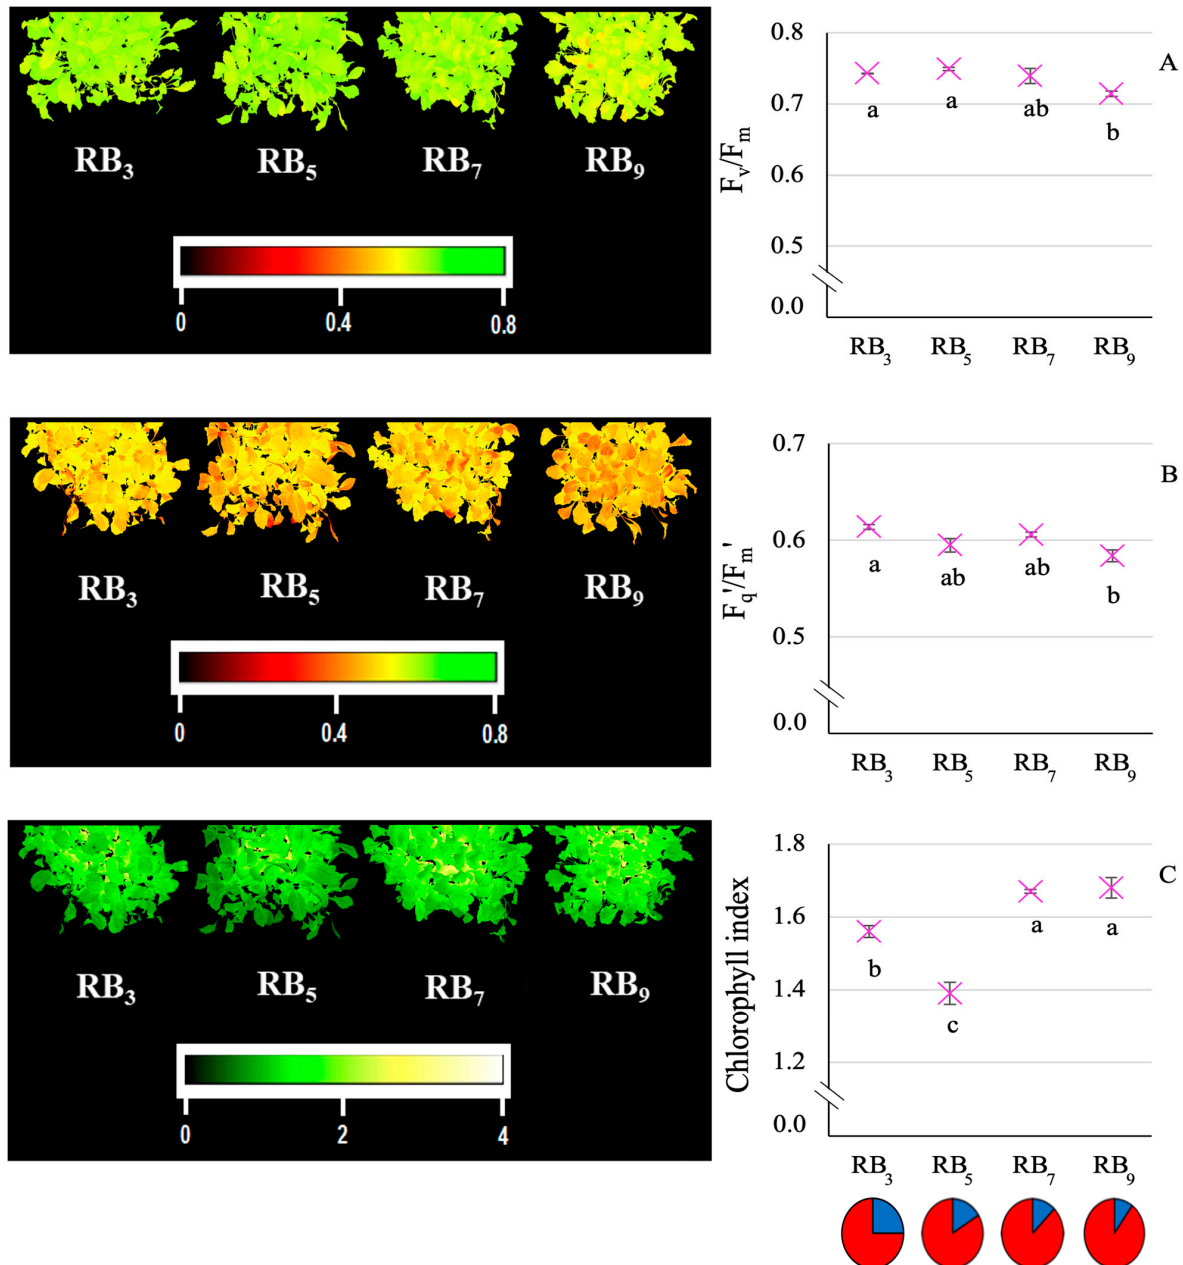 RB3 RB5 RB7 RB9
0 0.4 0.8
A
Fv/Fm
0.8
0.7
0.6
0.5
0.0
a a ab b
RB3 RB5 RB7 RB9
RB3 RB5 RB7 RB9
0 0.4 0.8
B
Fq'/Fm'
0.7
0.6
0.5
0.0
a ab ab b
RB3 RB5 RB7 RB9
RB3 RB5 RB7 RB9
0 2 4
C
Chlorophyll index
1.8
1.6
1.4
1.2
0.0
b c a a
RB3 RB5 RB7 RB9